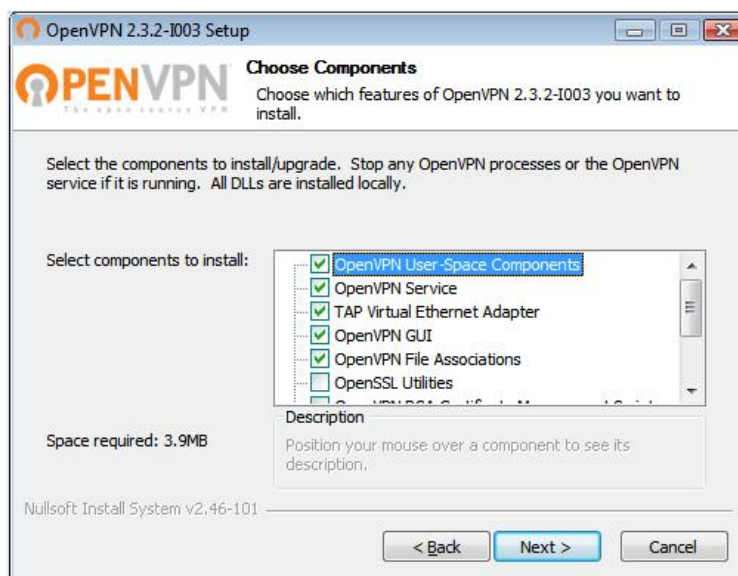 OpenVPN 2.3.2-I003 Setup
OPENVPN
The open source VPN
Choose Components
Choose which features of OpenVPN 2.3.2-I003 you want to
install.
Select the components to install/upgrade. Stop any OpenVPN processes or the OpenVPN
service if it is running. All DLLs are installed locally.
Select components to install:
OpenVPN User-Space Components
OpenVPN Service
TAP Virtual Ethernet Adapter
OpenVPN GUI
OpenVPN File Associations
OpenSSL Utilities
Space required: 3.9MB
Description
Position your mouse over a component to see its
description.
Nullsoft Install System v2.46-101
< Back
Next >
Cancel